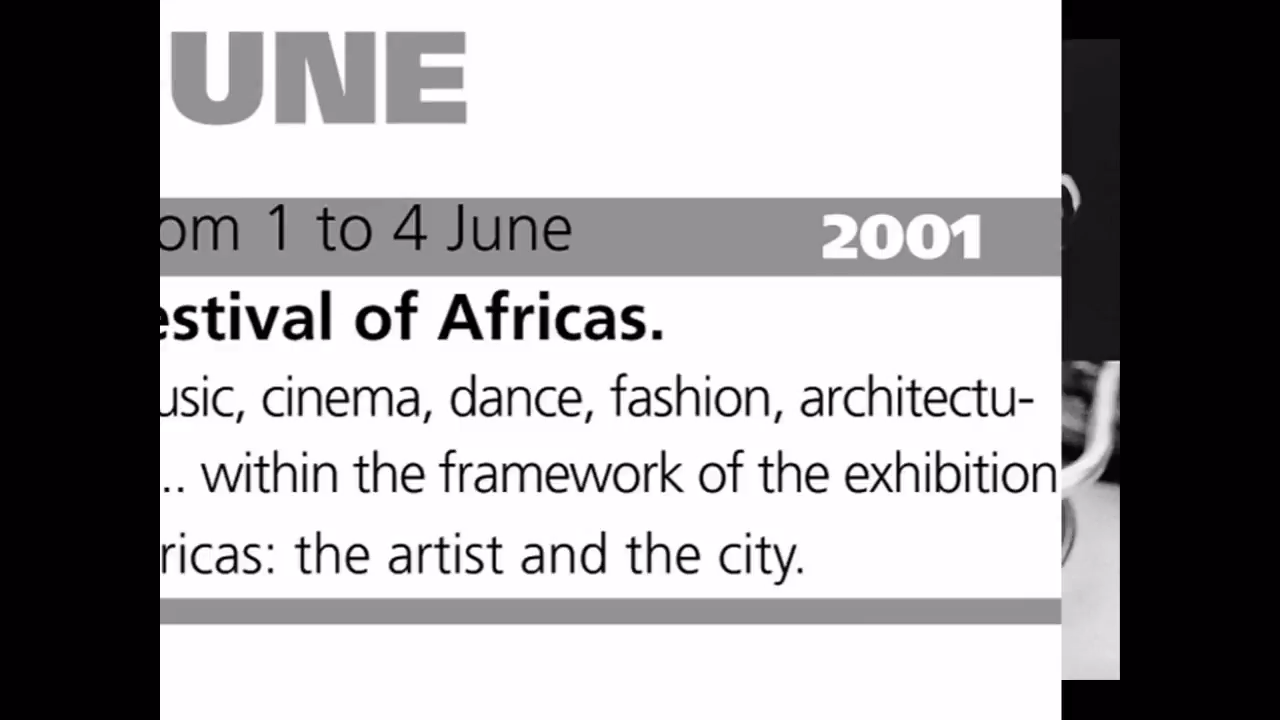 UNE
om 1 to 4 June 2001
estival of Africas.
usic, cinema, dance, fashion, architectu-
.. within the framework of the exhibition
ricas: the artist and the city.